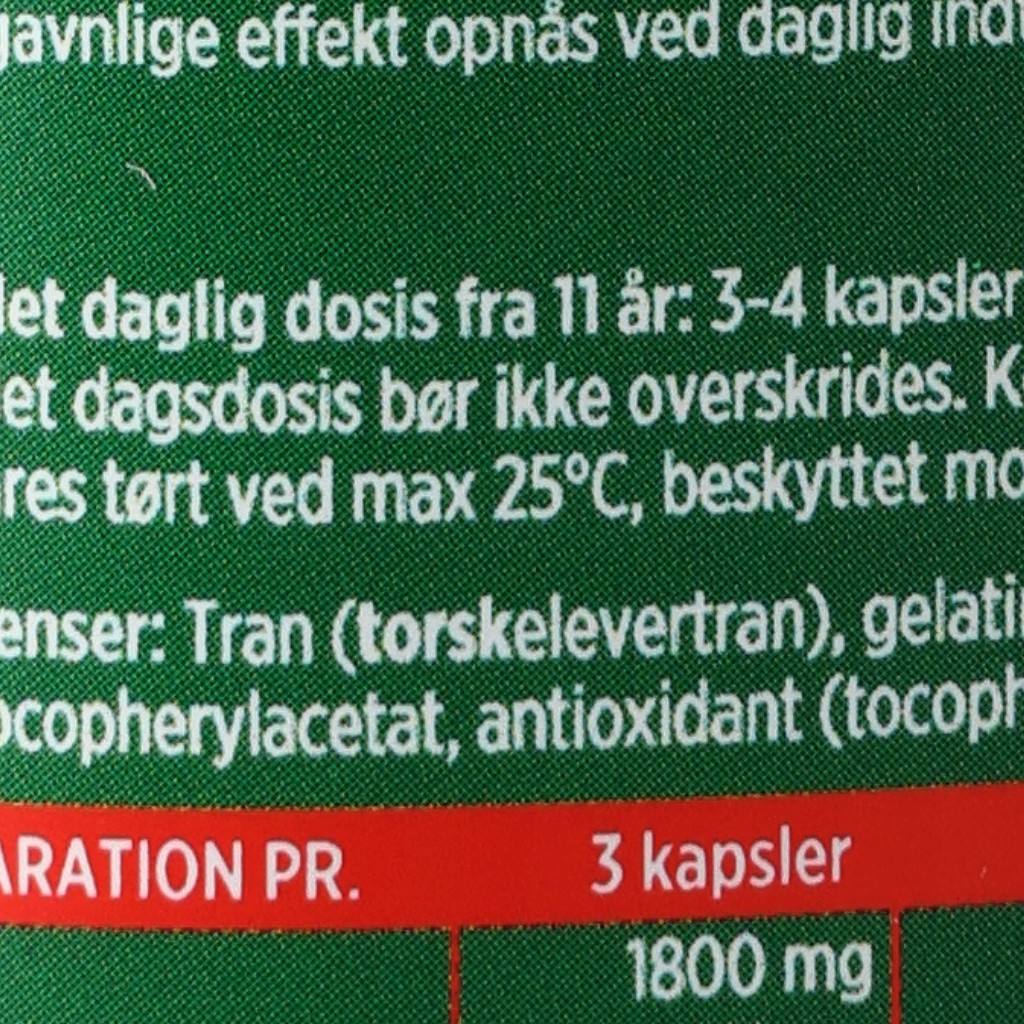 gavnlige effekt opnås ved daglig ind
let daglig dosis fra 11 år: 3-4 kapsler
et dagsdosis bør ikke overskrides. K
res tørt ved max 25°C, beskyttet mo
enser: Tran (torskelevertran), gelatin
ocopherylacetat, antioxidant (tocoph
ARATION PR. 3 kapsler
1800 mg